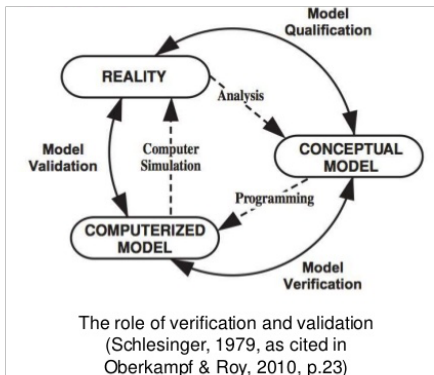 Model
Qualification
REALITY
Analysis
Model
Validation
Computer
Simulation
CONCEPTUAL
MODEL
Programming
COMPUTERIZED
MODEL
Model
Verification
The role of verification and validation
(Schlesinger, 1979, as cited in
Oberkampf & Roy, 2010, p.23)